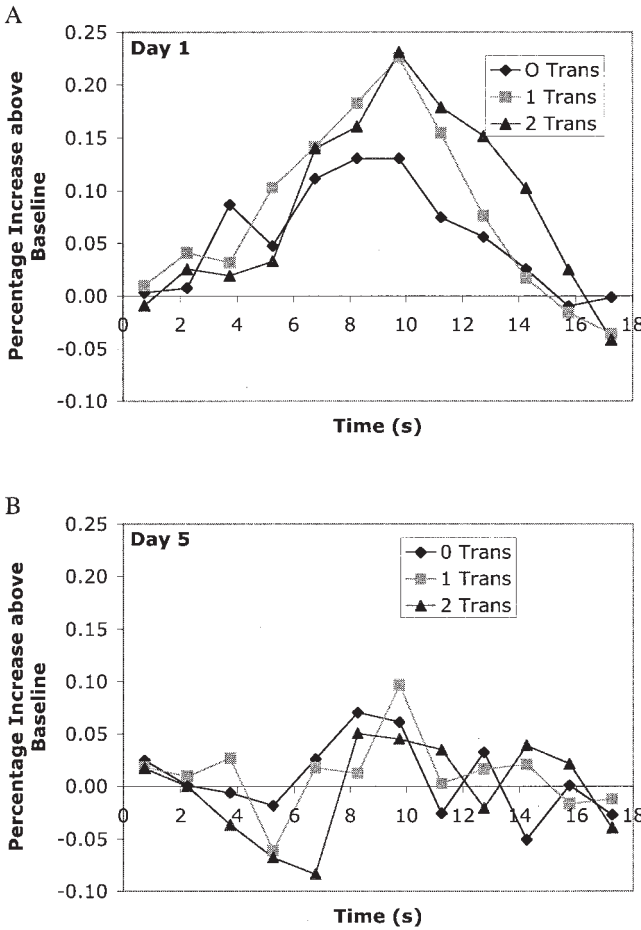 A
Day 1
O Trans
1 Trans
2 Trans
Percentage Increase above
Baseline
0.25
0.20
0.15
0.10
0.05
0.00
-0.05
-0.10
0 2 4 6 8 10 12 14 16 18
Time (s)
B
Day 5
0 Trans
1 Trans
2 Trans
Percentage Increase above
Baseline
0.25
0.20
0.15
0.10
0.05
0.00
-0.05
-0.10
0 2 4 6 8 10 12 14 16 18
Time (s)